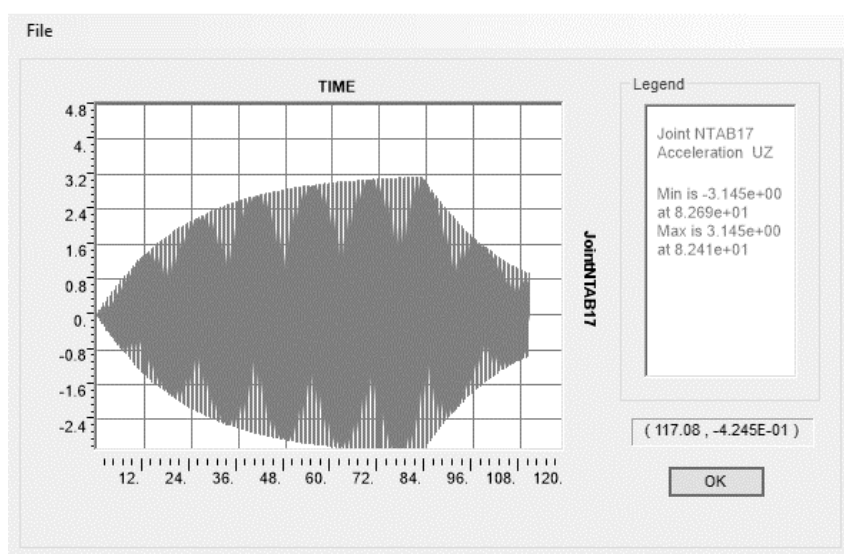 File
TIME
Legend
4.8
4.
3.2
2.4
1.6
0.8
0.
-0.8
-1.6
-2.4
JointNTAB17
Joint NTAB17
Acceleration UZ
Min is -3.145e+00
at 8.269e+01
Max is 3.145e+00
at 8.241e+01
12. 24. 36. 48. 60. 72. 84. 96. 108. 120.
( 117.08 , -4.245E-01 )
OK